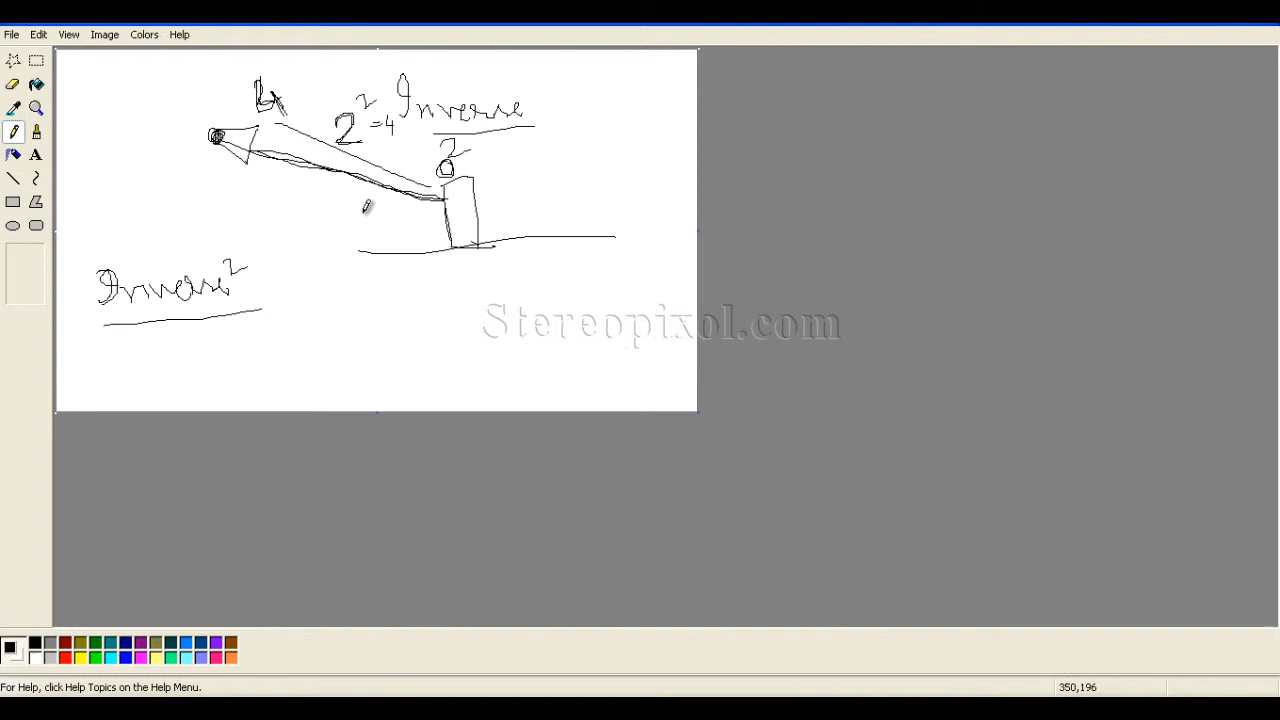 File Edit View Image Colors Help
2² = 4
Inverse
2
Inverse²
Stereopixol.com
For Help, click Help Topics on the Help Menu.
350,196